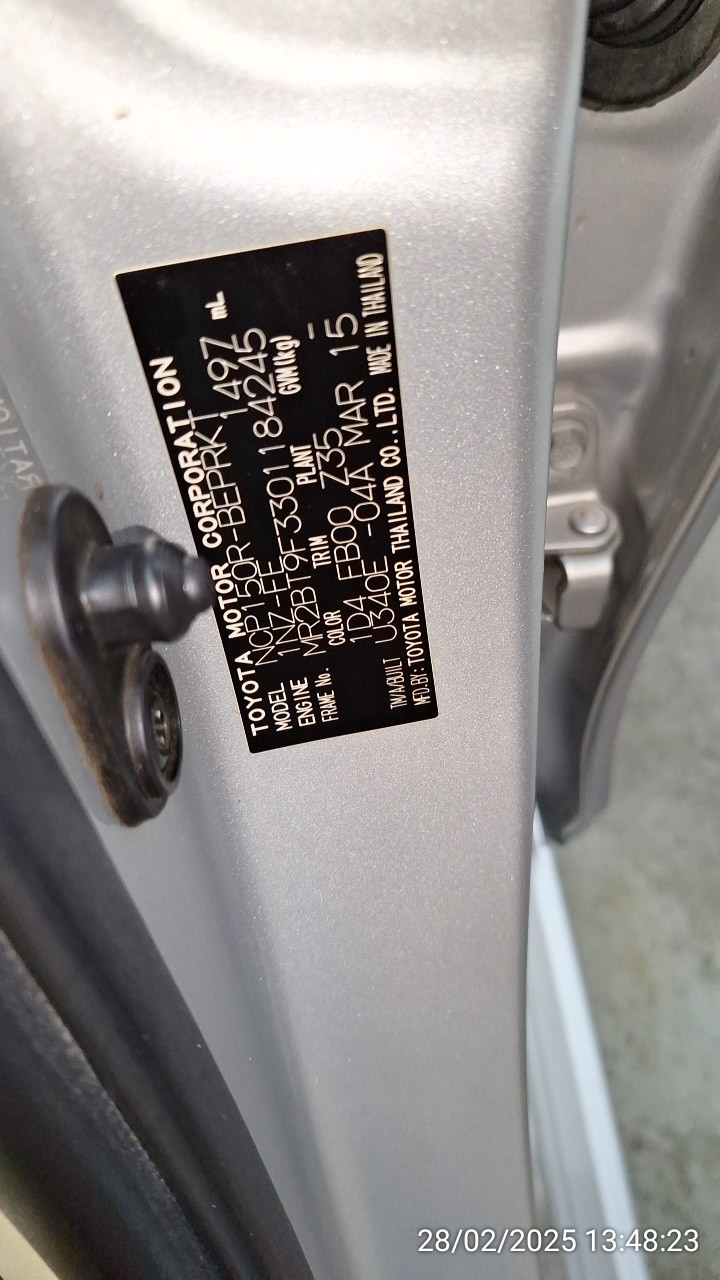 TOYOTA MOTOR CORPORATION
MODEL NCP150R-BEPRKT
ENGINE 1NZ-FE 1497 mL
FRAME No. MR2BT9F3301184245
COLOR TRIM PLANT GVM(kg)
1D4 EB00 Z35 -
T/M/A/BUILT U340E -04A MAR 15
MFD.BY: TOYOTA MOTOR THAILAND CO.,LTD. MADE IN THAILAND
28/02/2025 13:48:23